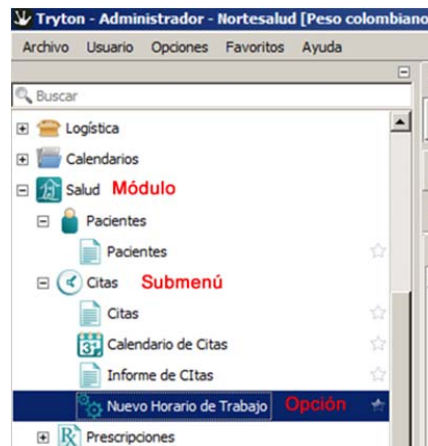 Tryton - Administrador - Nortesalud [Peso colombiano
Archivo Usuario Opciones Favoritos Ayuda
Buscar
Logística
Calendarios
Salud Módulo
Pacientes
Pacientes
Citas Submenú
Citas
Calendario de Citas
Informe de CItas
Nuevo Horario de Trabajo Opción
Prescripciones